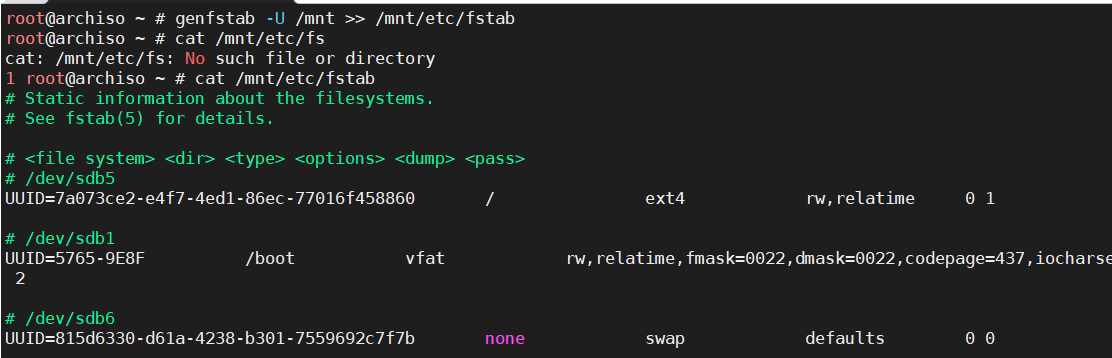 root@archiso ~ # genfstab -U /mnt >> /mnt/etc/fstab
root@archiso ~ # cat /mnt/etc/fs
cat: /mnt/etc/fs: No such file or directory
1 root@archiso ~ # cat /mnt/etc/fstab
# Static information about the filesystems.
# See fstab(5) for details.
# <file system> <dir> <type> <options> <dump> <pass>
# /dev/sdb5
UUID=7a073ce2-e4f7-4ed1-86ec-77016f458860 / ext4 rw,relatime 0 1
# /dev/sdb1
UUID=5765-9E8F /boot vfat rw,relatime,fmask=0022,dmask=0022,codepage=437,iocharse
2
# /dev/sdb6
UUID=815d6330-d61a-4238-b301-7559692c7f7b none swap defaults 0 0